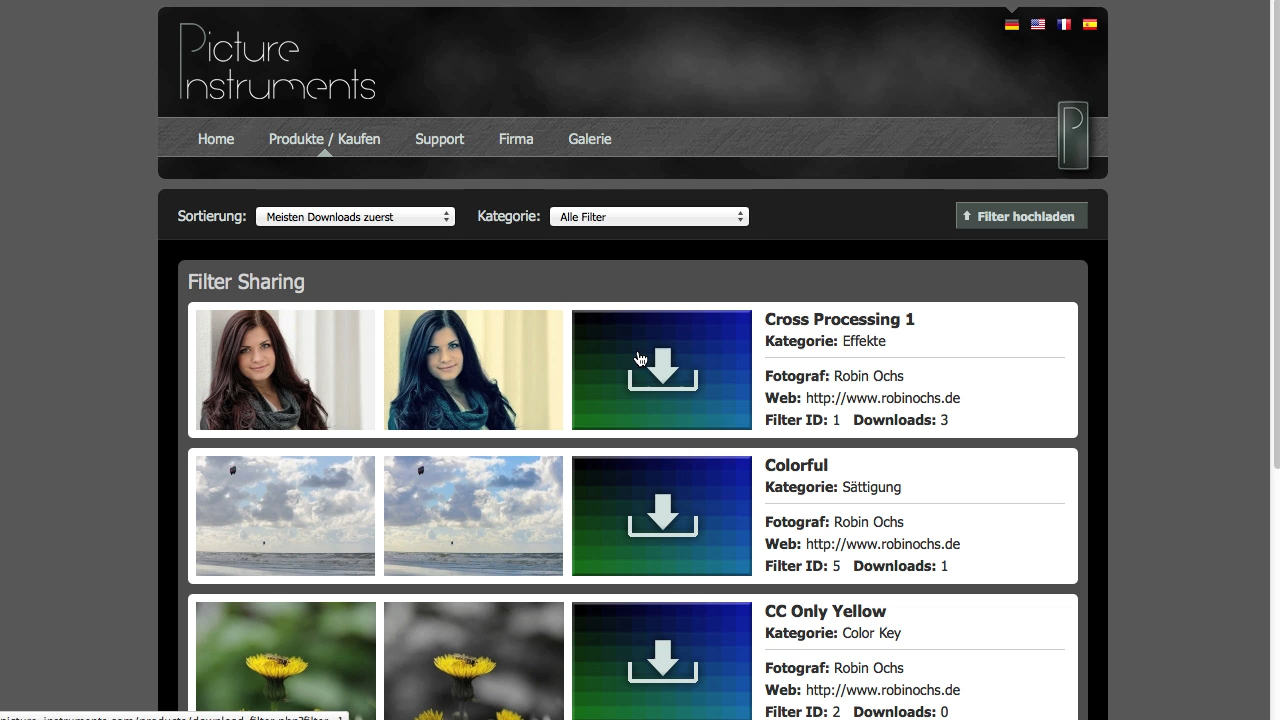 Picture
Instruments
Home Produkte / Kaufen Support Firma Galerie
Sortierung: Meisten Downloads zuerst Kategorie: Alle Filter Filter hochladen
Filter Sharing
Cross Processing 1
Kategorie: Effekte
Fotograf: Robin Ochs
Web: http://www.robinochs.de
Filter ID: 1 Downloads: 3
Colorful
Kategorie: Sättigung
Fotograf: Robin Ochs
Web: http://www.robinochs.de
Filter ID: 5 Downloads: 1
CC Only Yellow
Kategorie: Color Key
Fotograf: Robin Ochs
Web: http://www.robinochs.de
Filter ID: 2 Downloads: 0